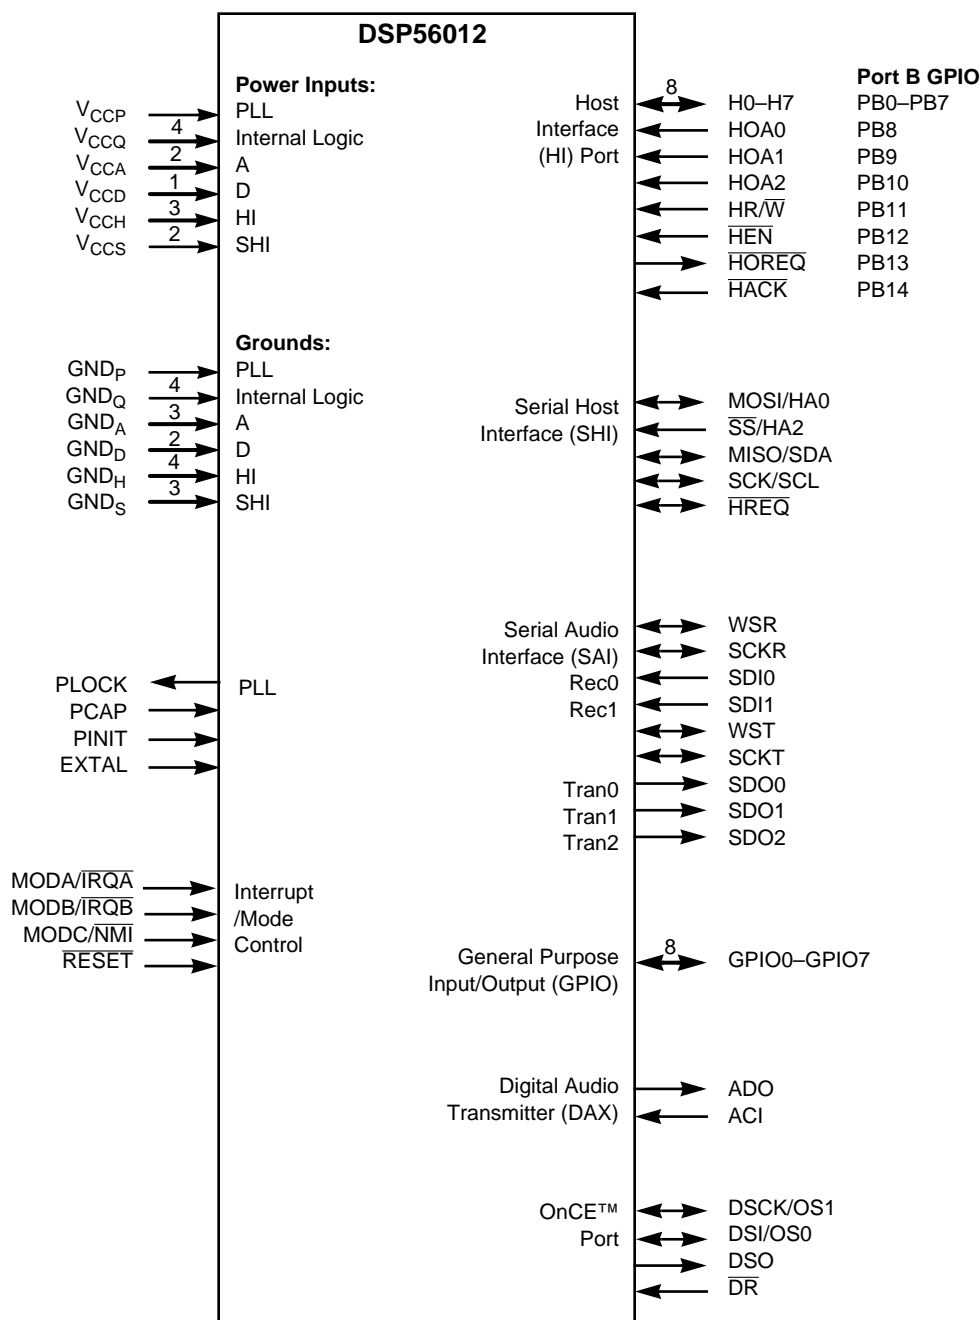 DSP56012
Power Inputs:
V_CCP PLL
V_CCQ 4 Internal Logic
V_CCA 2 A
V_CCD 1 D
V_CCH 3 HI
V_CCS 2 SHI
Grounds:
GND_P PLL
GND_Q 4 Internal Logic
GND_A 3 A
GND_D 2 D
GND_H 4 HI
GND_S 3 SHI
PLOCK PLL
PCAP
PINIT
EXTAL
MODA/IRQA Interrupt
MODB/IRQB /Mode
MODC/NMI Control
RESET
Port B GPIO
Host 8 H0–H7 PB0–PB7
Interface HOA0 PB8
(HI) Port HOA1 PB9
HOA2 PB10
HR/W PB11
HEN PB12
HOREQ PB13
HACK PB14
Serial Host MOSI/HA0
Interface (SHI) SS/HA2
MISO/SDA
SCK/SCL
HREQ
Serial Audio WSR
Interface (SAI) SCKR
Rec0 SDI0
Rec1 SDI1
WST
SCKT
Tran0 SDO0
Tran1 SDO1
Tran2 SDO2
General Purpose 8 GPIO0–GPIO7
Input/Output (GPIO)
Digital Audio ADO
Transmitter (DAX) ACI
OnCE™ DSCK/OS1
Port DSI/OS0
DSO
DR